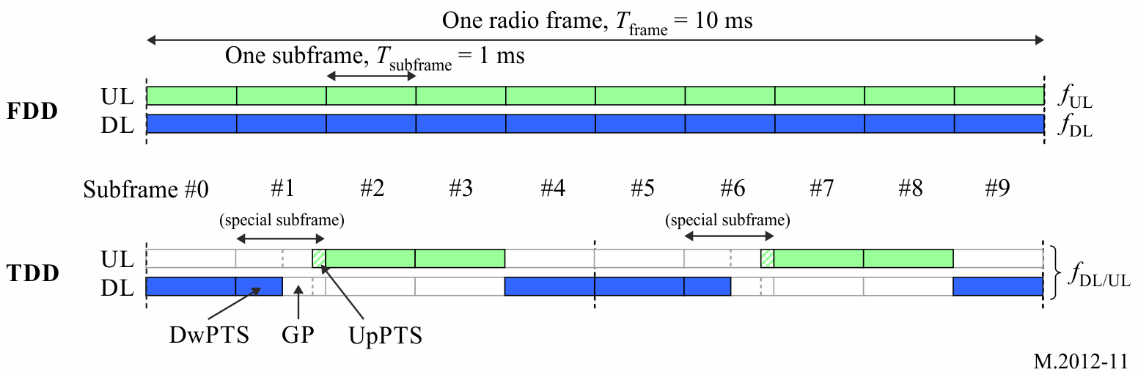 One radio frame, Tframe = 10 ms
One subframe, Tsubframe = 1 ms
FDD
UL
fUL
DL
fDL
Subframe #0 #1 #2 #3 #4 #5 #6 #7 #8 #9
(special subframe) (special subframe)
TDD
UL
DL
fDL/UL
DwPTS GP UpPTS
M.2012-11